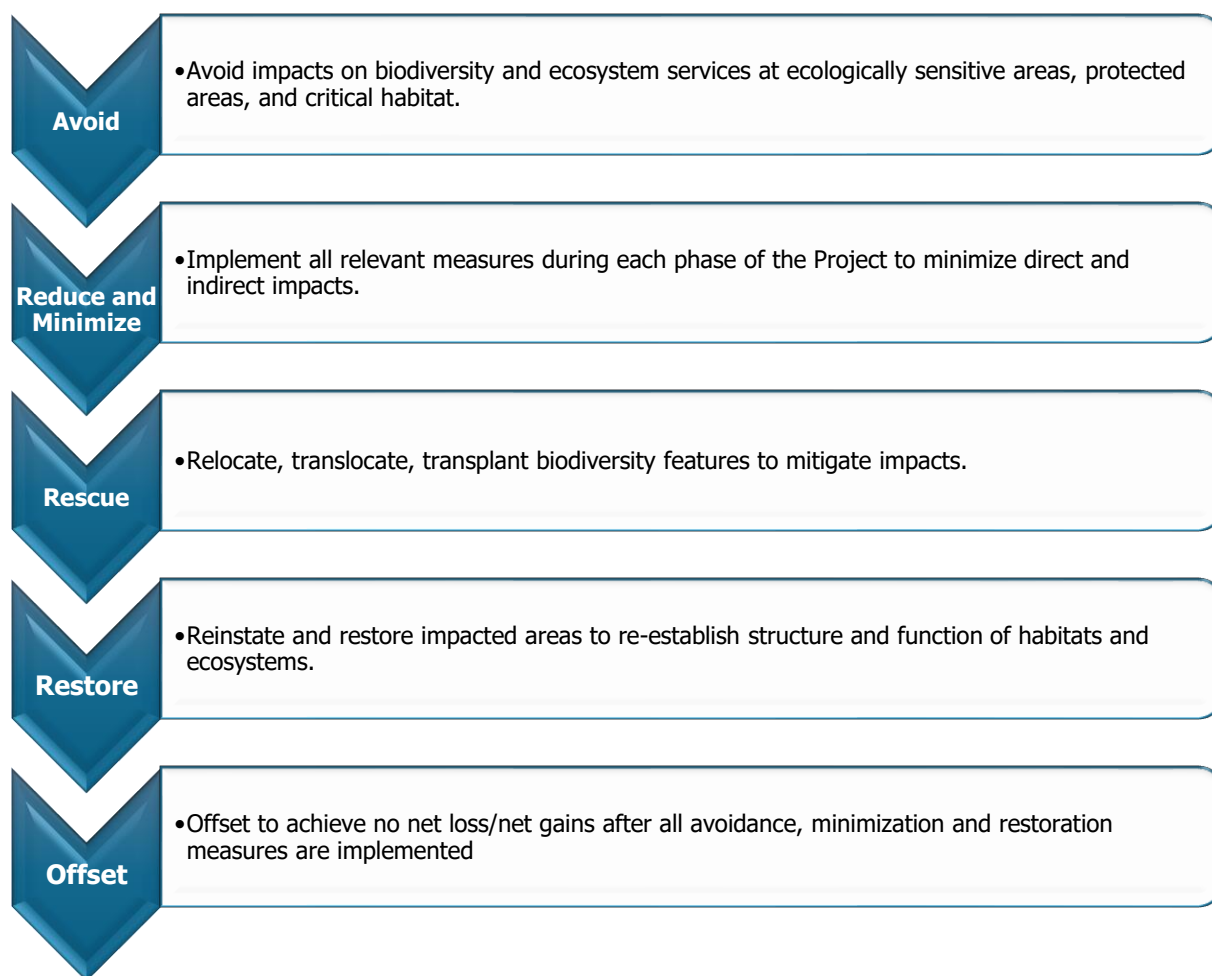 Avoid
•Avoid impacts on biodiversity and ecosystem services at ecologically sensitive areas, protected
areas, and critical habitat.
Reduce and
Minimize
•Implement all relevant measures during each phase of the Project to minimize direct and
indirect impacts.
Rescue
•Relocate, translocate, transplant biodiversity features to mitigate impacts.
Restore
•Reinstate and restore impacted areas to re-establish structure and function of habitats and
ecosystems.
Offset
•Offset to achieve no net loss/net gains after all avoidance, minimization and restoration
measures are implemented